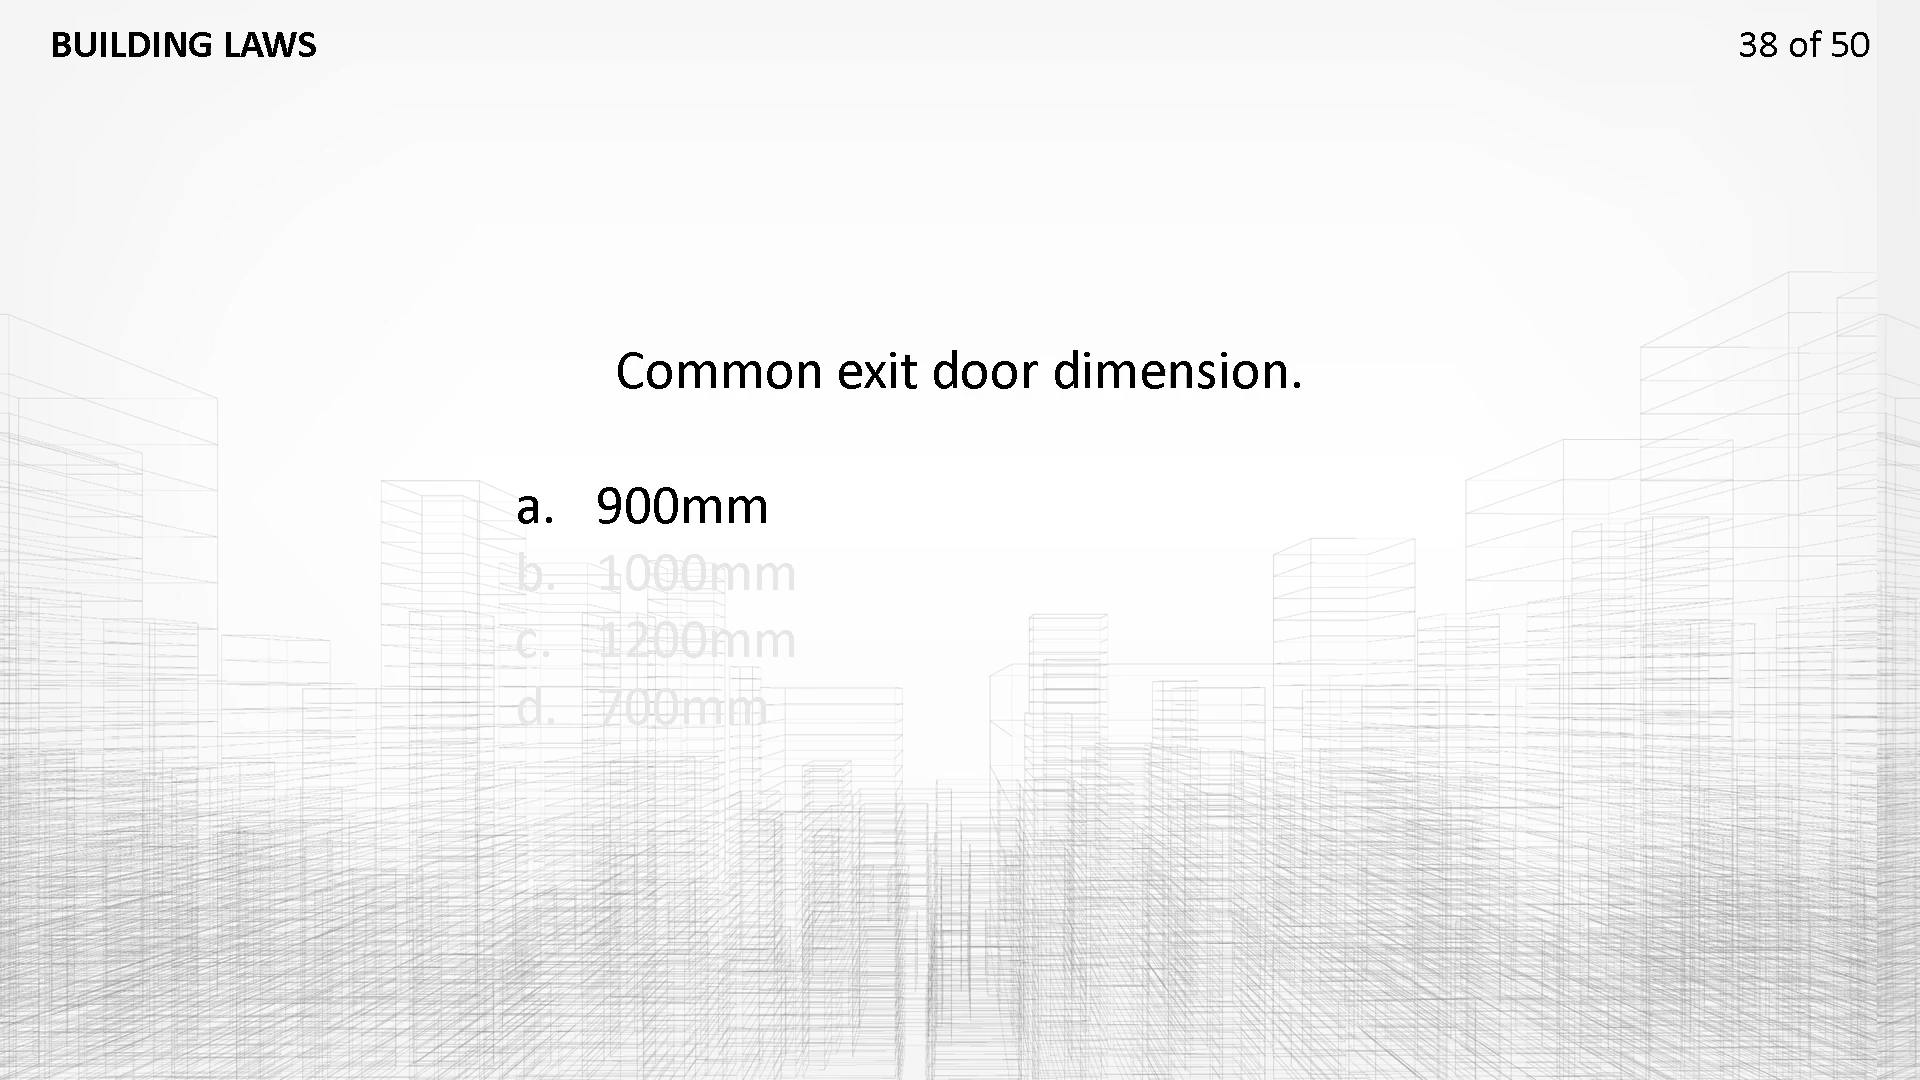 BUILDING LAWS
38 of 50
Common exit door dimension.
a. 900mm
b. 1000mm
c. 1200mm
d. 700mm